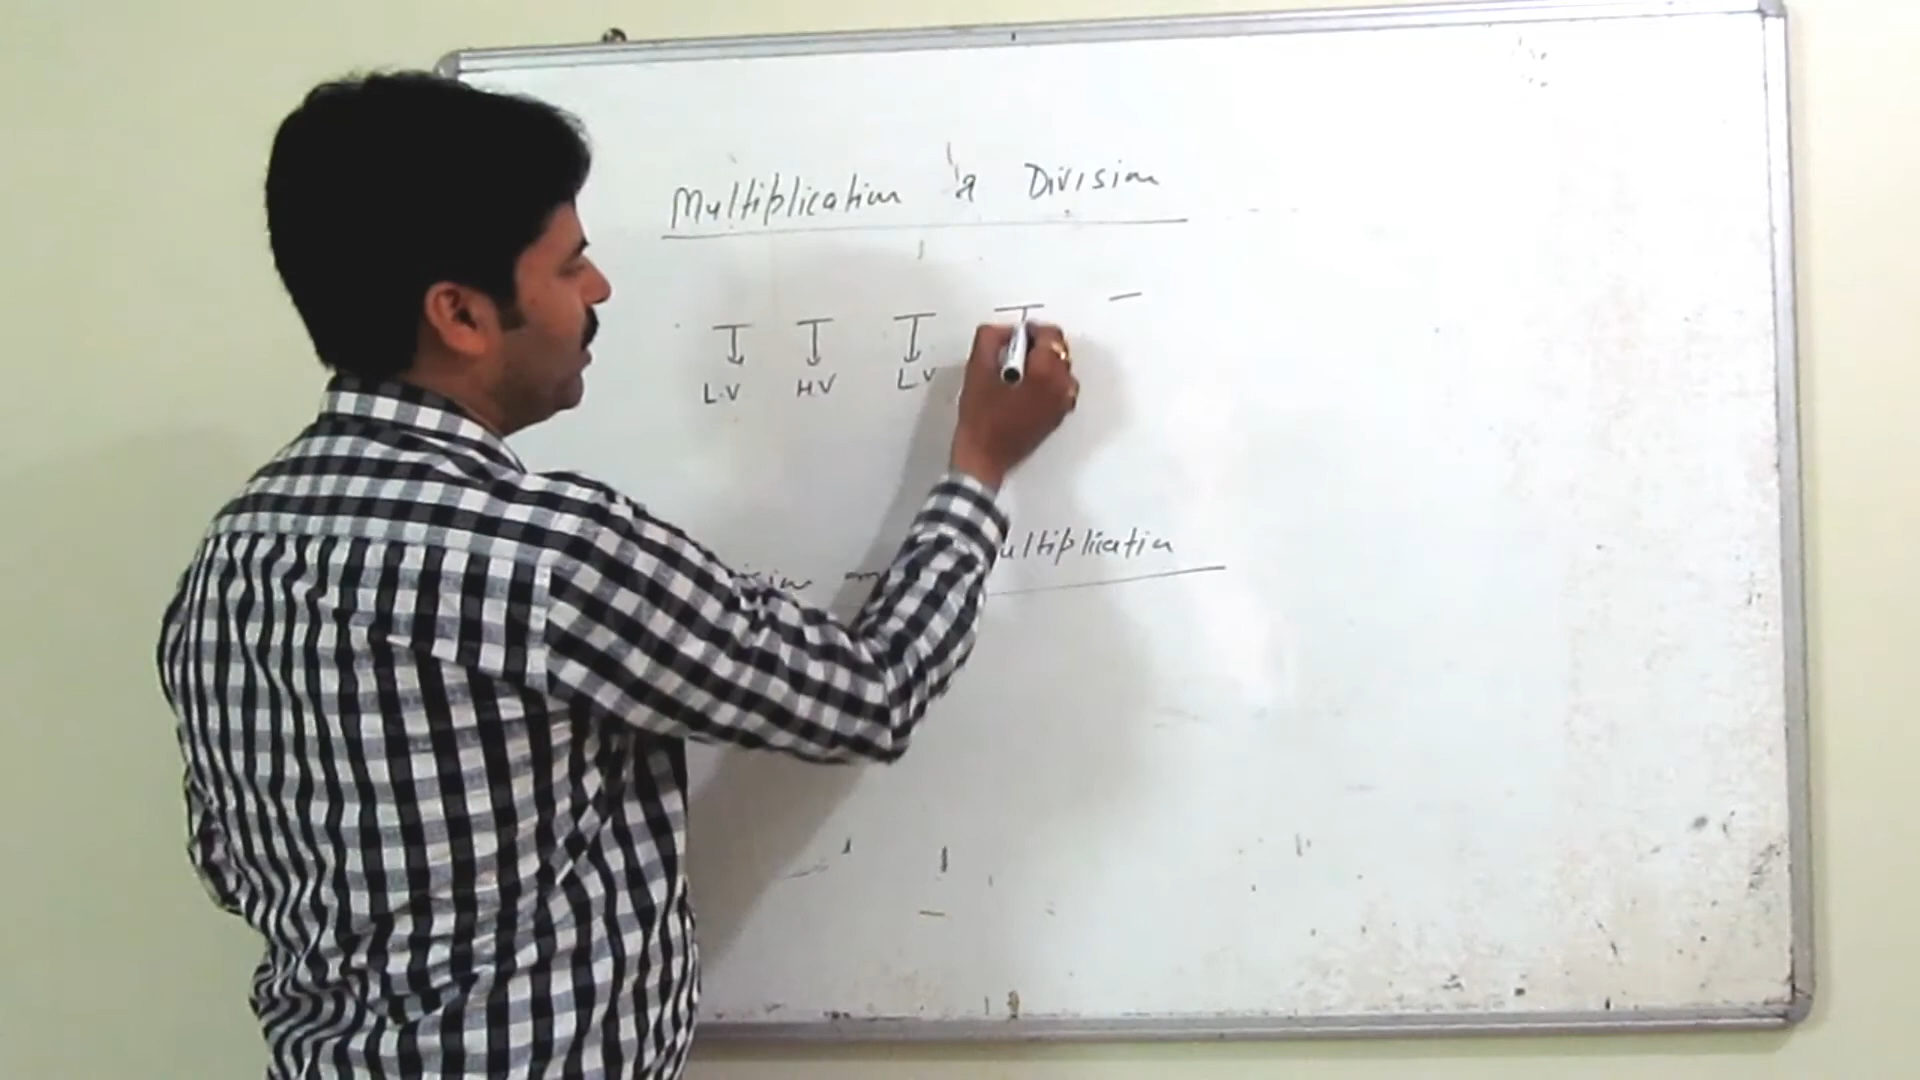 Multiplication & Division
L.V H.V L.V
ultiplication